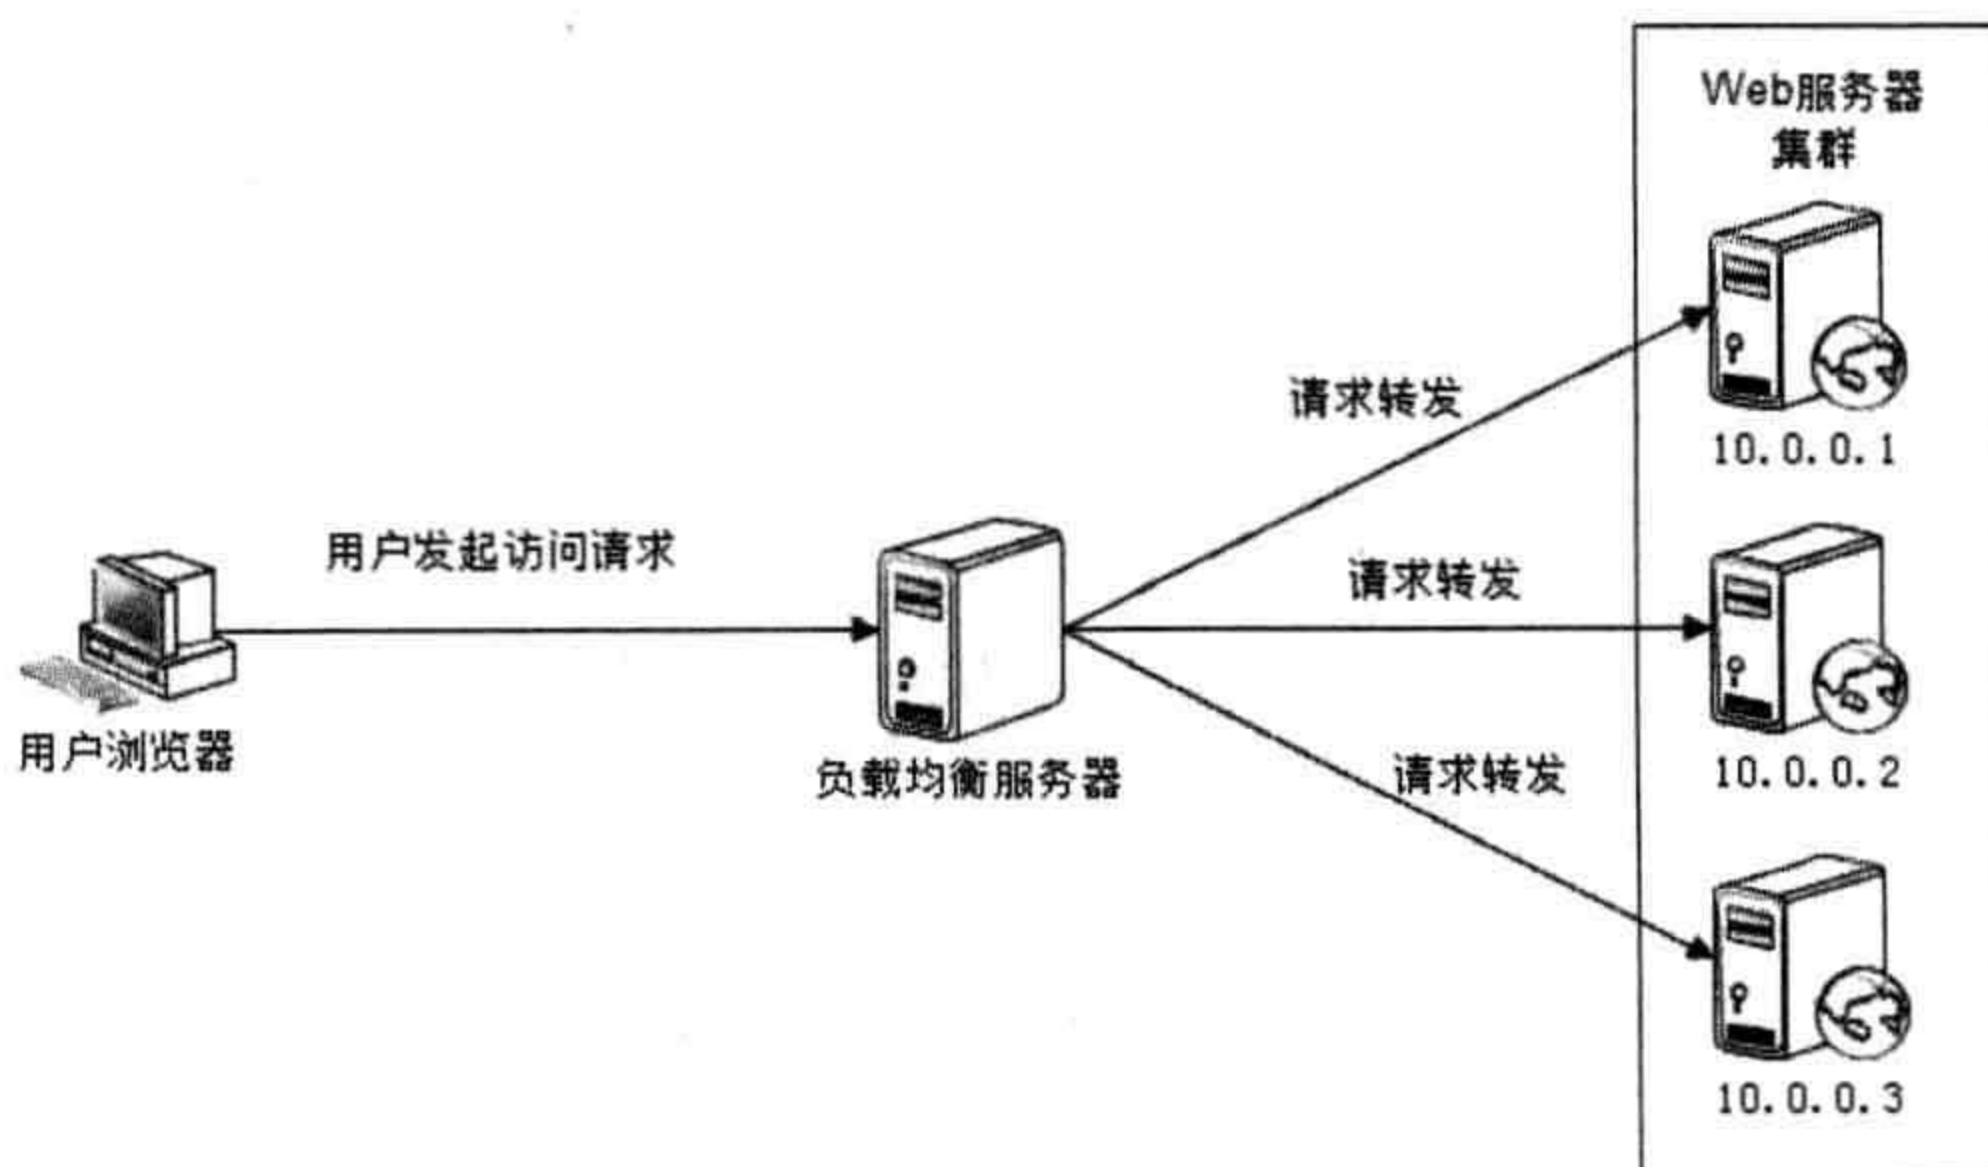 Web服务器
集群
请求转发
10.0.0.1
用户发起访问请求
请求转发
用户浏览器
负载均衡服务器
请求转发
10.0.0.2
10.0.0.3